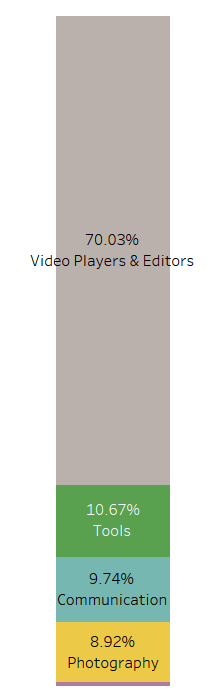 70.03%
Video Players & Editors
10.67%
Tools
9.74%
Communication
8.92%
Photography